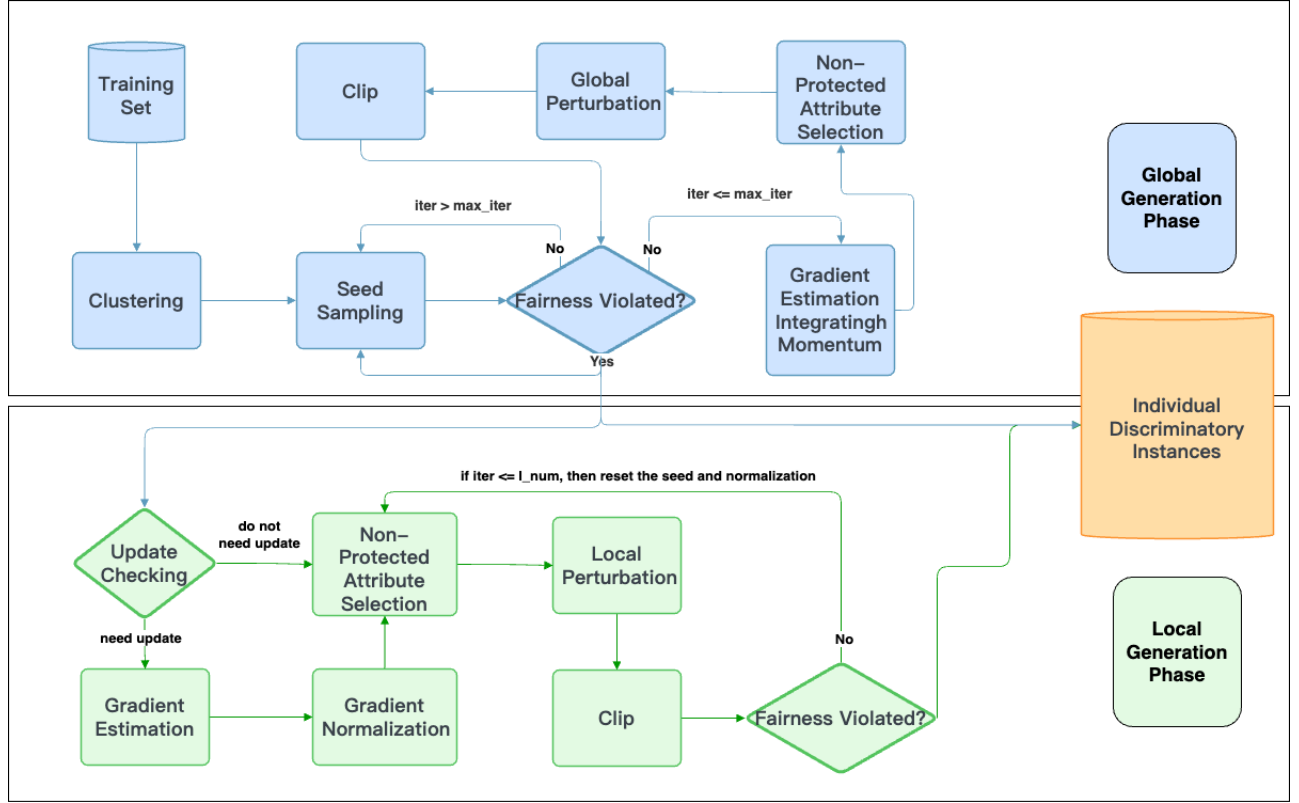 Training
Set
Clip
Global
Perturbation
Non-
Protected
Attribute
Selection
Global
Generation
Phase
iter > max_iter
iter <= max_iter
No
No
Clustering
Seed
Sampling
Fairness Violated?
Gradient
Estimation
Integratingh
Momentum
Yes
Individual
Discriminatory
Instances
if iter <= l_num, then reset the seed and normalization
Update
Checking
do not
need update
Non-
Protected
Attribute
Selection
Local
Perturbation
need update
No
Local
Generation
Phase
Gradient
Estimation
Gradient
Normalization
Clip
Fairness Violated?